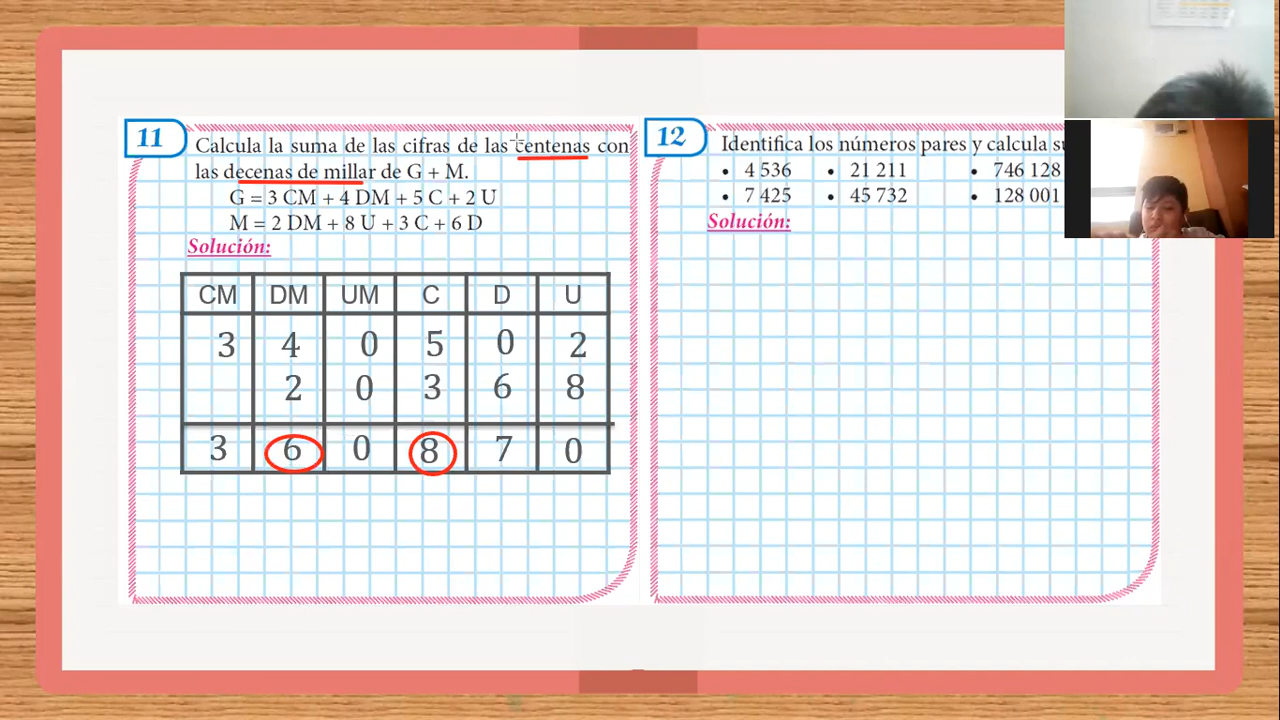 11
Calcula la suma de las cifras de las centenas con
las decenas de millar de G + M.
G = 3 CM + 4 DM + 5 C + 2 U
M = 2 DM + 8 U + 3 C + 6 D
Solución:
CM DM UM C D U
3 4 0 5 0 2
2 0 3 6 8
3 6 0 8 7 0
12
Identifica los números pares y calcula
• 4 536 • 21 211 • 746 128
• 7 425 • 45 732 • 128 001
Solución: